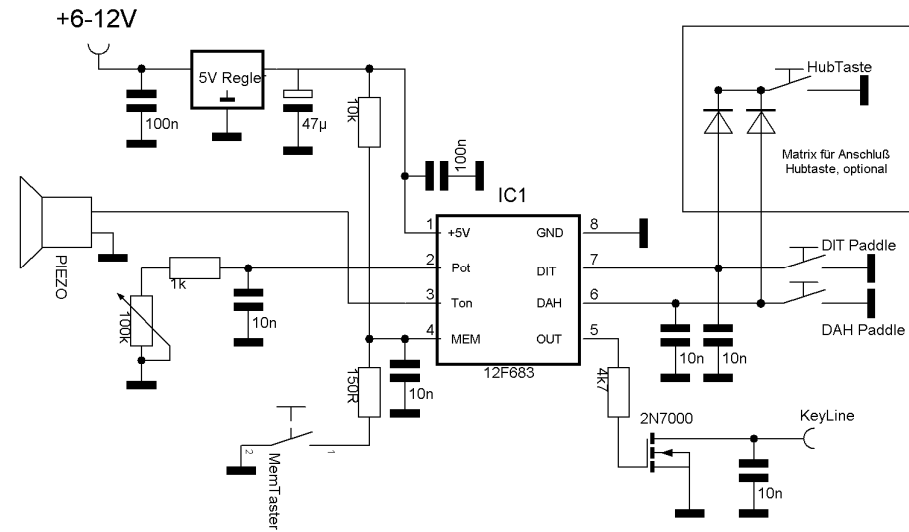 +6-12V
5V Regler
100n
47µ
10k
100n
HubTaste
Matrix für Anschluß
Hubtaste, optional
IC1
1
+5V
GND
8
2
Pot
DIT
7
3
Ton
DAH
6
4
MEM
OUT
5
12F683
PIEZO
1k
100k
10n
150R
10n
2
1
MemTaster
DIT Paddle
DAH Paddle
10n
10n
4k7
2N7000
KeyLine
10n